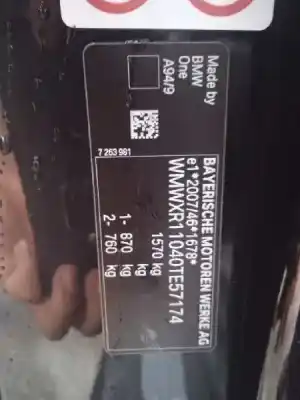 BAYERISCHE MOTOREN WERKE AG
e1*2007/46*1678*
WMWXR11040TE57174
1570 kg
1- 870 kg
2- 760 kg
7 263 961
Made by
BMW
One
A94/9